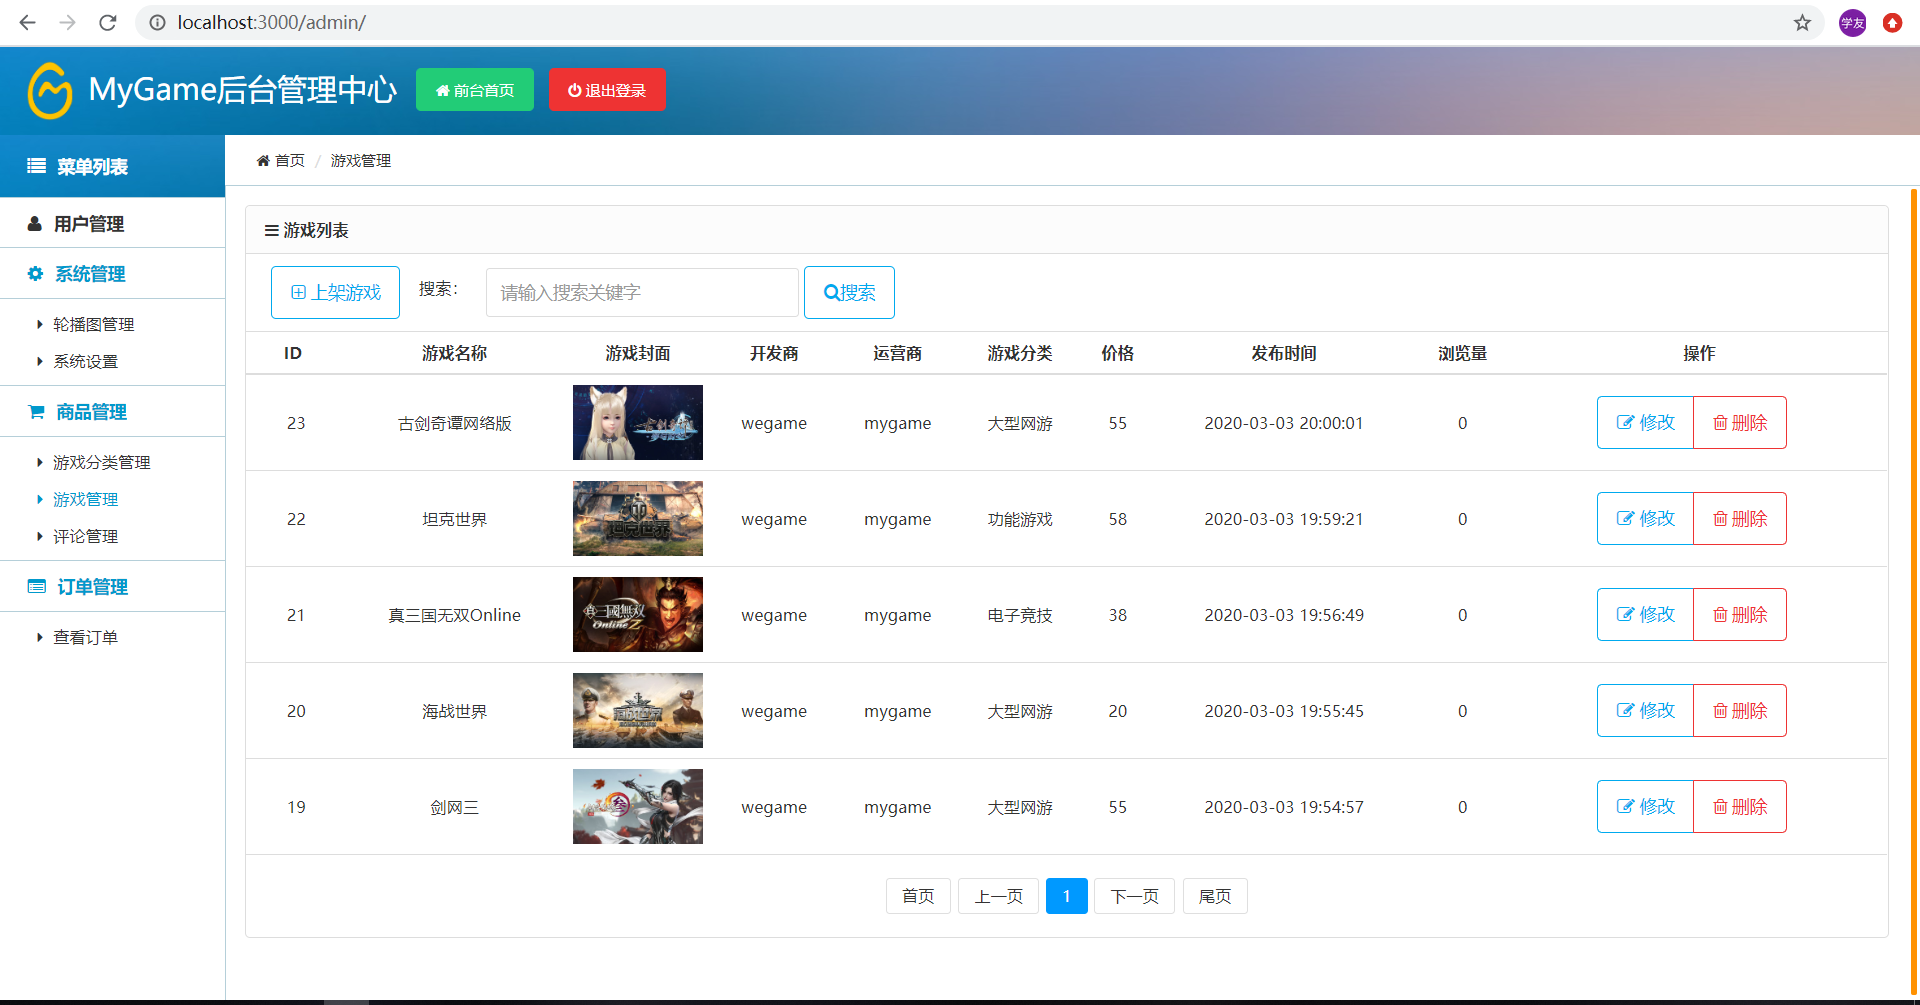 localhost:3000/admin/
学友
MyGame后台管理中心 前台首页 退出登录
菜单列表
首页 / 游戏管理
用户管理
系统管理
轮播图管理
系统设置
商品管理
游戏分类管理
游戏管理
评论管理
订单管理
查看订单
游戏列表
上架游戏 搜索： 请输入搜索关键字 搜索
ID 游戏名称 游戏封面 开发商 运营商 游戏分类 价格 发布时间 浏览量 操作
23 古剑奇谭网络版 wegame mygame 大型网游 55 2020-03-03 20:00:01 0 修改 删除
22 坦克世界 坦克世界 wegame mygame 功能游戏 58 2020-03-03 19:59:21 0 修改 删除
21 真三国无双Online 真三國無双 Online Z wegame mygame 电子竞技 38 2020-03-03 19:56:49 0 修改 删除
20 海战世界 wegame mygame 大型网游 20 2020-03-03 19:55:45 0 修改 删除
19 剑网三 叁 wegame mygame 大型网游 55 2020-03-03 19:54:57 0 修改 删除
首页 上一页 1 下一页 尾页